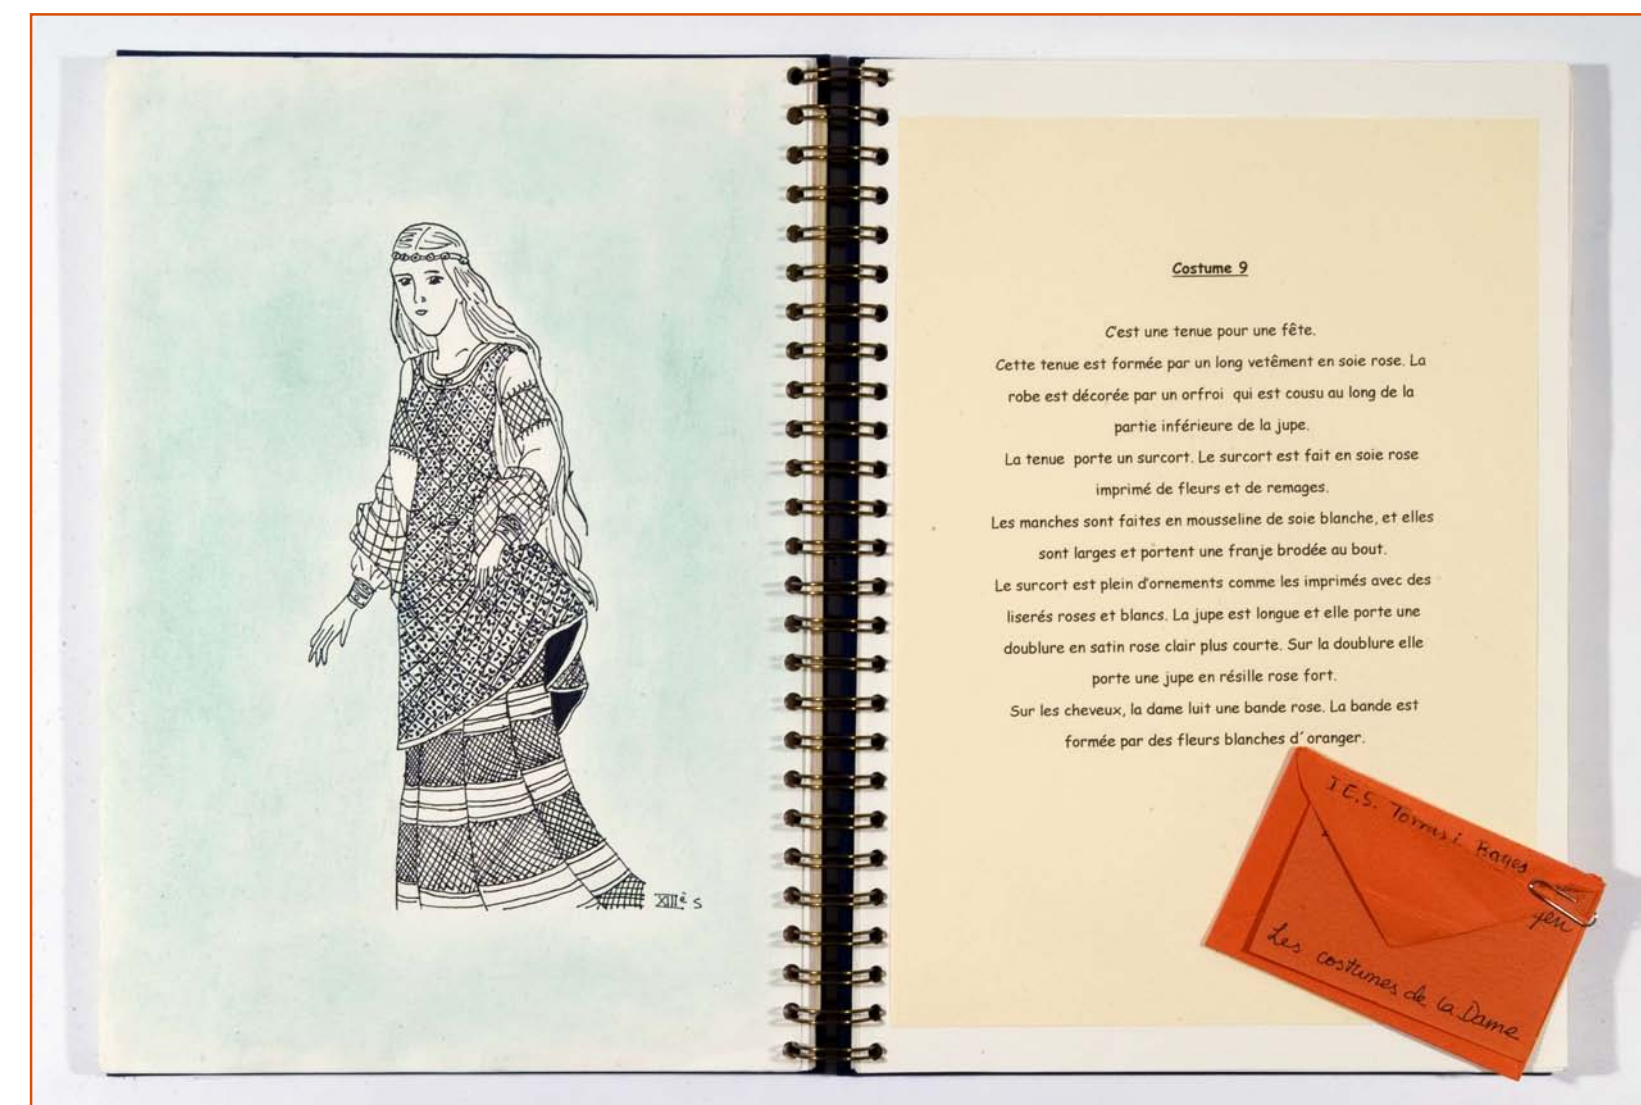 XIIIè s
Costume 9
C'est une tenue pour une fête.
Cette tenue est formée par un long vetêment en soie rose. La
robe est décorée par un orfroi qui est cousu au long de la
partie inférieure de la jupe.
La tenue porte un surcort. Le surcort est fait en soie rose
imprimé de fleurs et de remages.
Les manches sont faites en mousseline de soie blanche, et elles
sont larges et portent une franje brodée au bout.
Le surcort est plein d'ornements comme les imprimés avec des
liserés roses et blancs. La jupe est longue et elle porte une
doublure en satin rose clair plus courte. Sur la doublure elle
porte une jupe en résille rose fort.
Sur les cheveux, la dame luit une bande rose. La bande est
formée par des fleurs blanches d´oranger.
I.E.S. Torras i Bages
jeu
Les costumes de la Dame